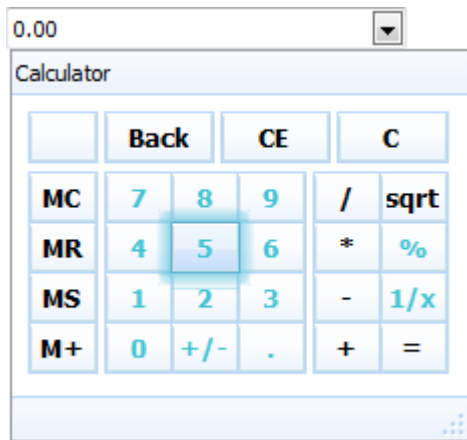 0.00
Calculator
Back CE C
MC 7 8 9 / sqrt
MR 4 5 6 * %
MS 1 2 3 - 1/x
M+ 0 +/- . + =